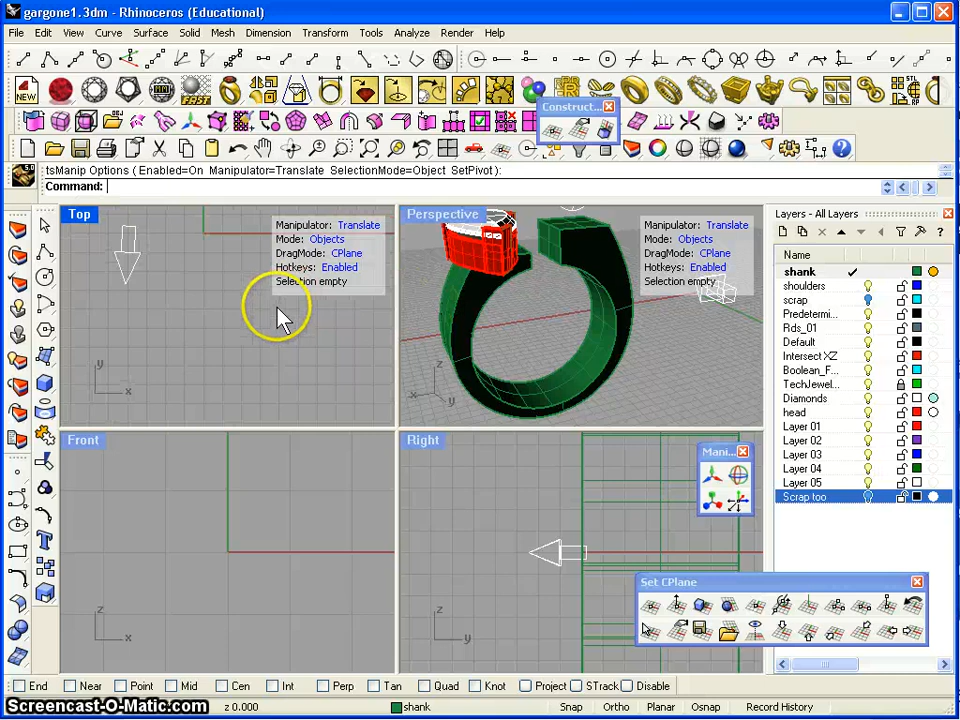 gargone1.3dm - Rhinoceros (Educational)
File Edit View Curve Surface Solid Mesh Dimension Transform Tools Analyze Render Help
NEW
FAST
STL
Construct...
5.0
tsManip Options ( Enabled=On Manipulator=Translate SelectionMode=Object SetPivot):
Command:
Top
Manipulator: Translate
Mode: Objects
DragMode: CPlane
Hotkeys: Enabled
Selection empty
y
x
Perspective
Manipulator: Translate
Mode: Objects
DragMode: CPlane
Hotkeys: Enabled
Selection empty
z
x
y
Front
z
x
Right
z
Mani...
Set CPlane
Layers - All Layers
Name
shank
shoulders
scrap
Predetermi...
Rds_01
Default
Intersect XZ
Boolean_F...
TechJewel...
Diamonds
head
Layer 01
Layer 02
Layer 03
Layer 04
Layer 05
Scrap too
End Near Point Mid Cen Int Perp Tan Quad Knot Project STrack Disable
Screencast-O-Matic.com
z 0.000 shank Snap Ortho Planar Osnap Record History